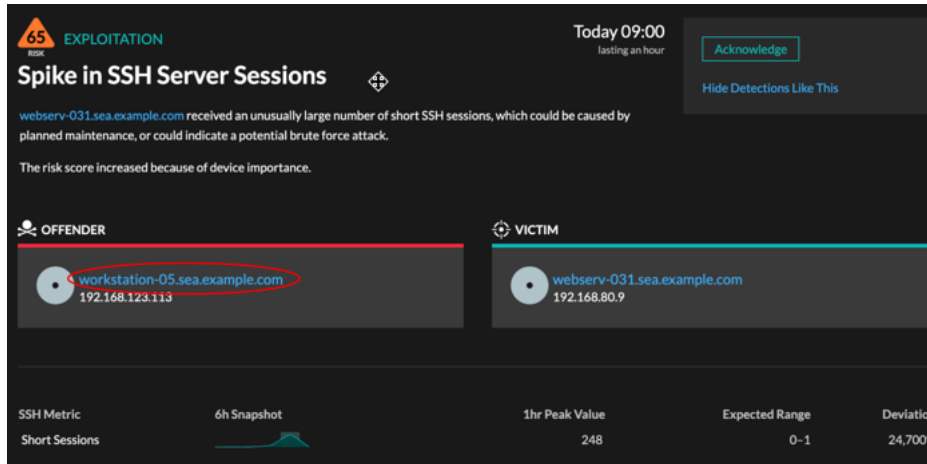 65
RISK
EXPLOITATION
Spike in SSH Server Sessions
Today 09:00
lasting an hour
Acknowledge
Hide Detections Like This
webserv-031.sea.example.com received an unusually large number of short SSH sessions, which could be caused by
planned maintenance, or could indicate a potential brute force attack.
The risk score increased because of device importance.
OFFENDER
workstation-05.sea.example.com
192.168.123.113
VICTIM
webserv-031.sea.example.com
192.168.80.9
SSH Metric 6h Snapshot 1hr Peak Value Expected Range Deviatio
Short Sessions 248 0–1 24,700